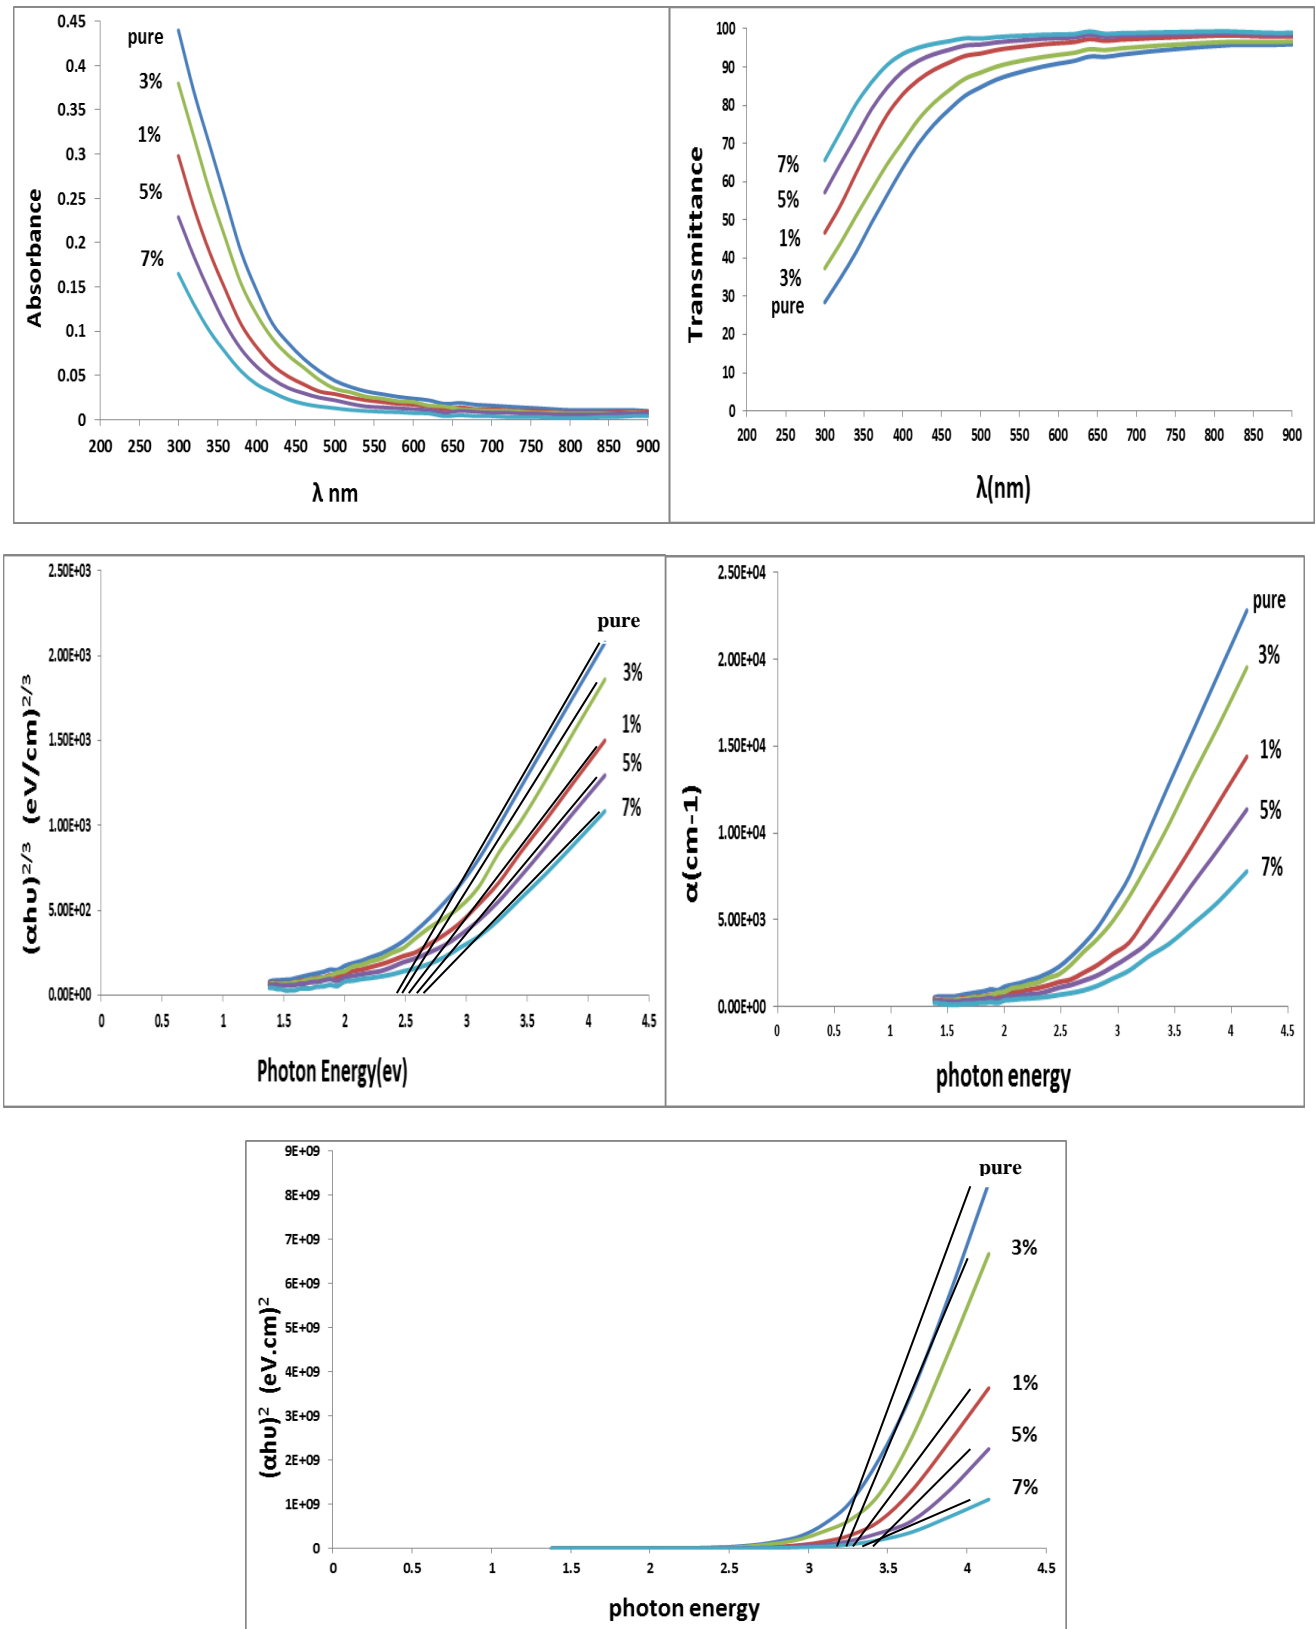 0.45
0.4
0.35
0.3
0.25
0.2
0.15
0.1
0.05
0
Absorbance
pure
3%
1%
5%
7%
200 250 300 350 400 450 500 550 600 650 700 750 800 850 900
λ nm
100
90
80
70
60
50
40
30
20
10
0
Transmittance
7%
5%
1%
3%
pure
200 250 300 350 400 450 500 550 600 650 700 750 800 850 900
λ(nm)
2.50E+03
2.00E+03
1.50E+03
1.00E+03
5.00E+02
0.00E+00
(αhυ)^2/3 (eV/cm)^2/3
pure
3%
1%
5%
7%
0 0.5 1 1.5 2 2.5 3 3.5 4 4.5
Photon Energy(ev)
2.50E+04
2.00E+04
1.50E+04
1.00E+04
5.00E+03
0.00E+00
α(cm-1)
pure
3%
1%
5%
7%
0 0.5 1 1.5 2 2.5 3 3.5 4 4.5
photon energy
9E+09
8E+09
7E+09
6E+09
5E+09
4E+09
3E+09
2E+09
1E+09
0
(αhυ)² (eV.cm)²
pure
3%
1%
5%
7%
0 0.5 1 1.5 2 2.5 3 3.5 4 4.5
photon energy